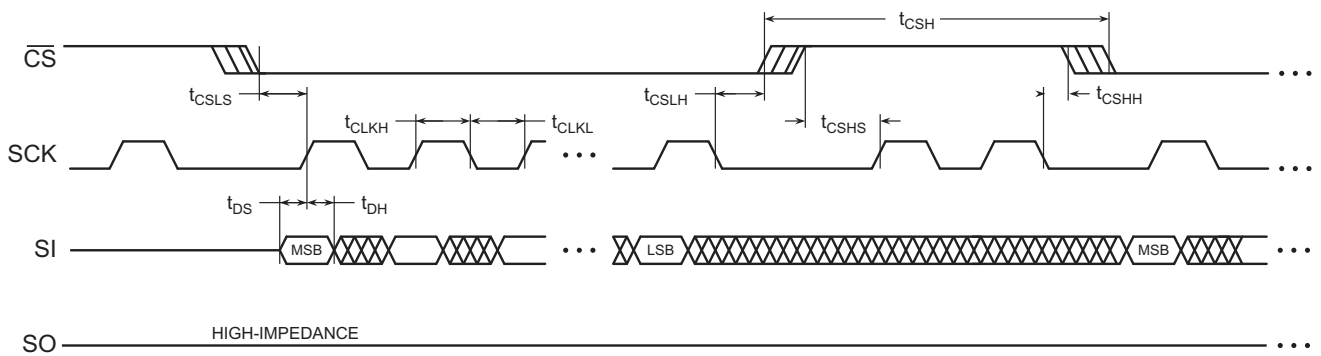 tCSH
CS
tCSLS
tCSLH
tCSHH
tCLKH
tCLKL
tCSHS
SCK
tDS
tDH
SI
MSB
LSB
MSB
HIGH-IMPEDANCE
SO